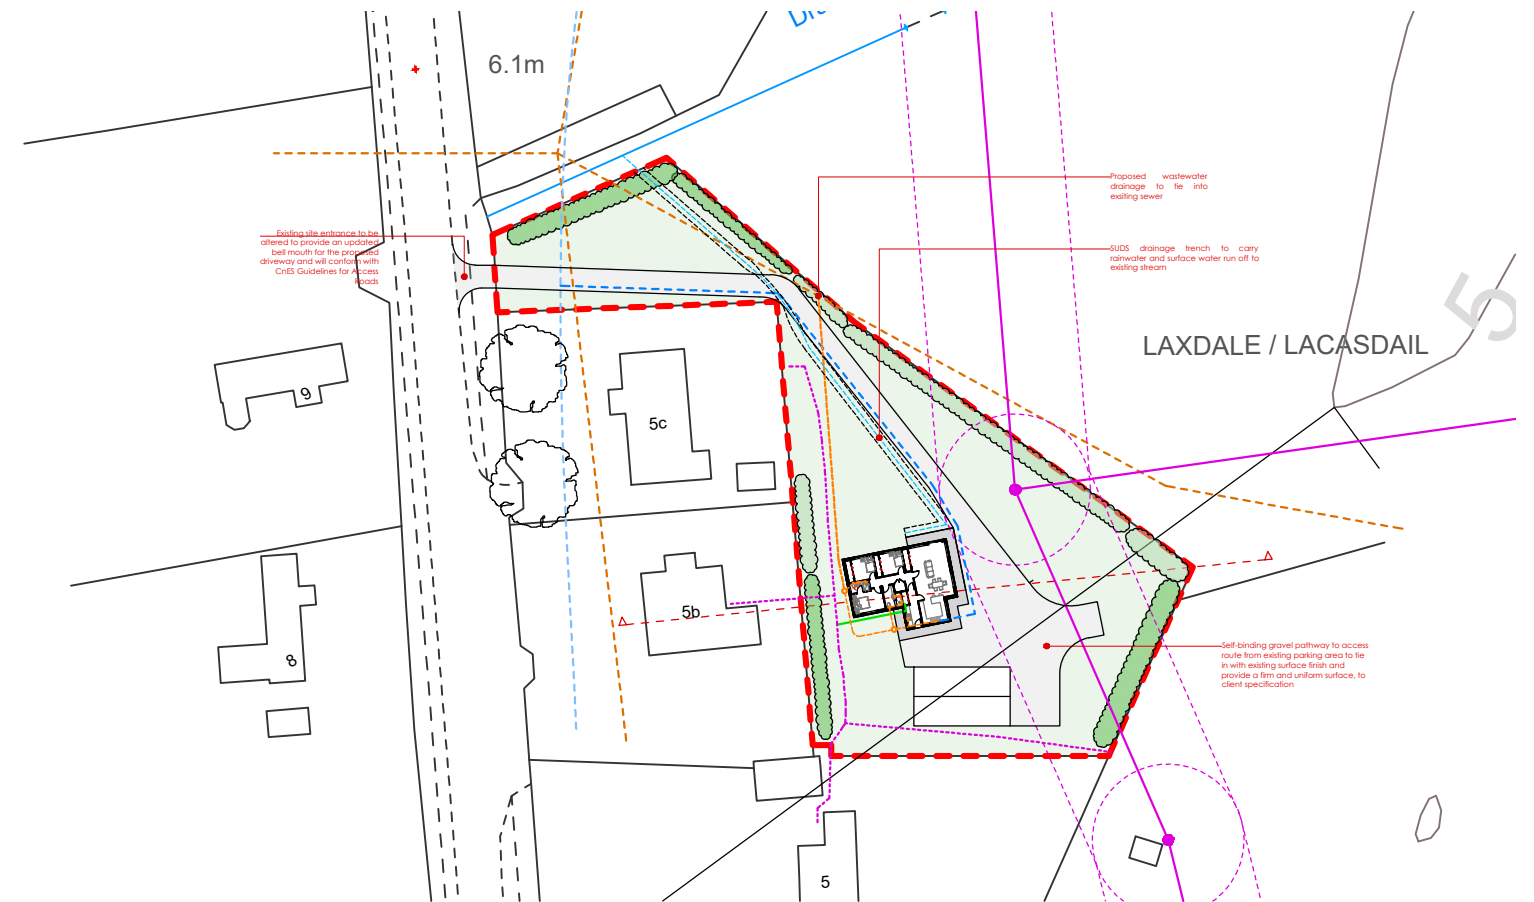 6.1m
Proposed wastewater
drainage to tie into
exsiting sewer
Existing site entrance to be
altered to provide an updated
bell mouth for the proposed
driveway and will conform with
CnES Guidelines for Access
Roads
SUDS drainage trench to carry
rainwater and surface water run off to
existing stream
5
LAXDALE / LACASDAIL
9
5c
5b
8
Self-binding gravel pathway to access
route from existing parking area to tie
in with existing surface finish and
provide a firm and uniform surface, to
client specification
5